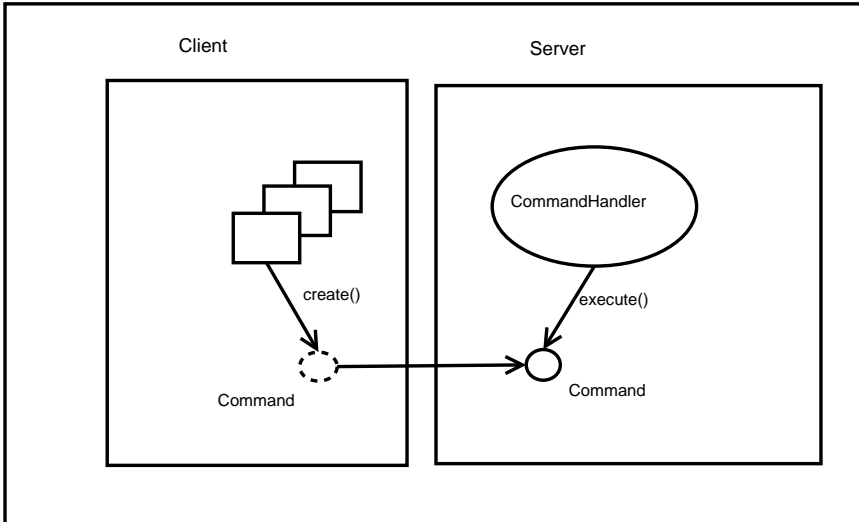 Client
Server
CommandHandler
create()
execute()
Command
Command